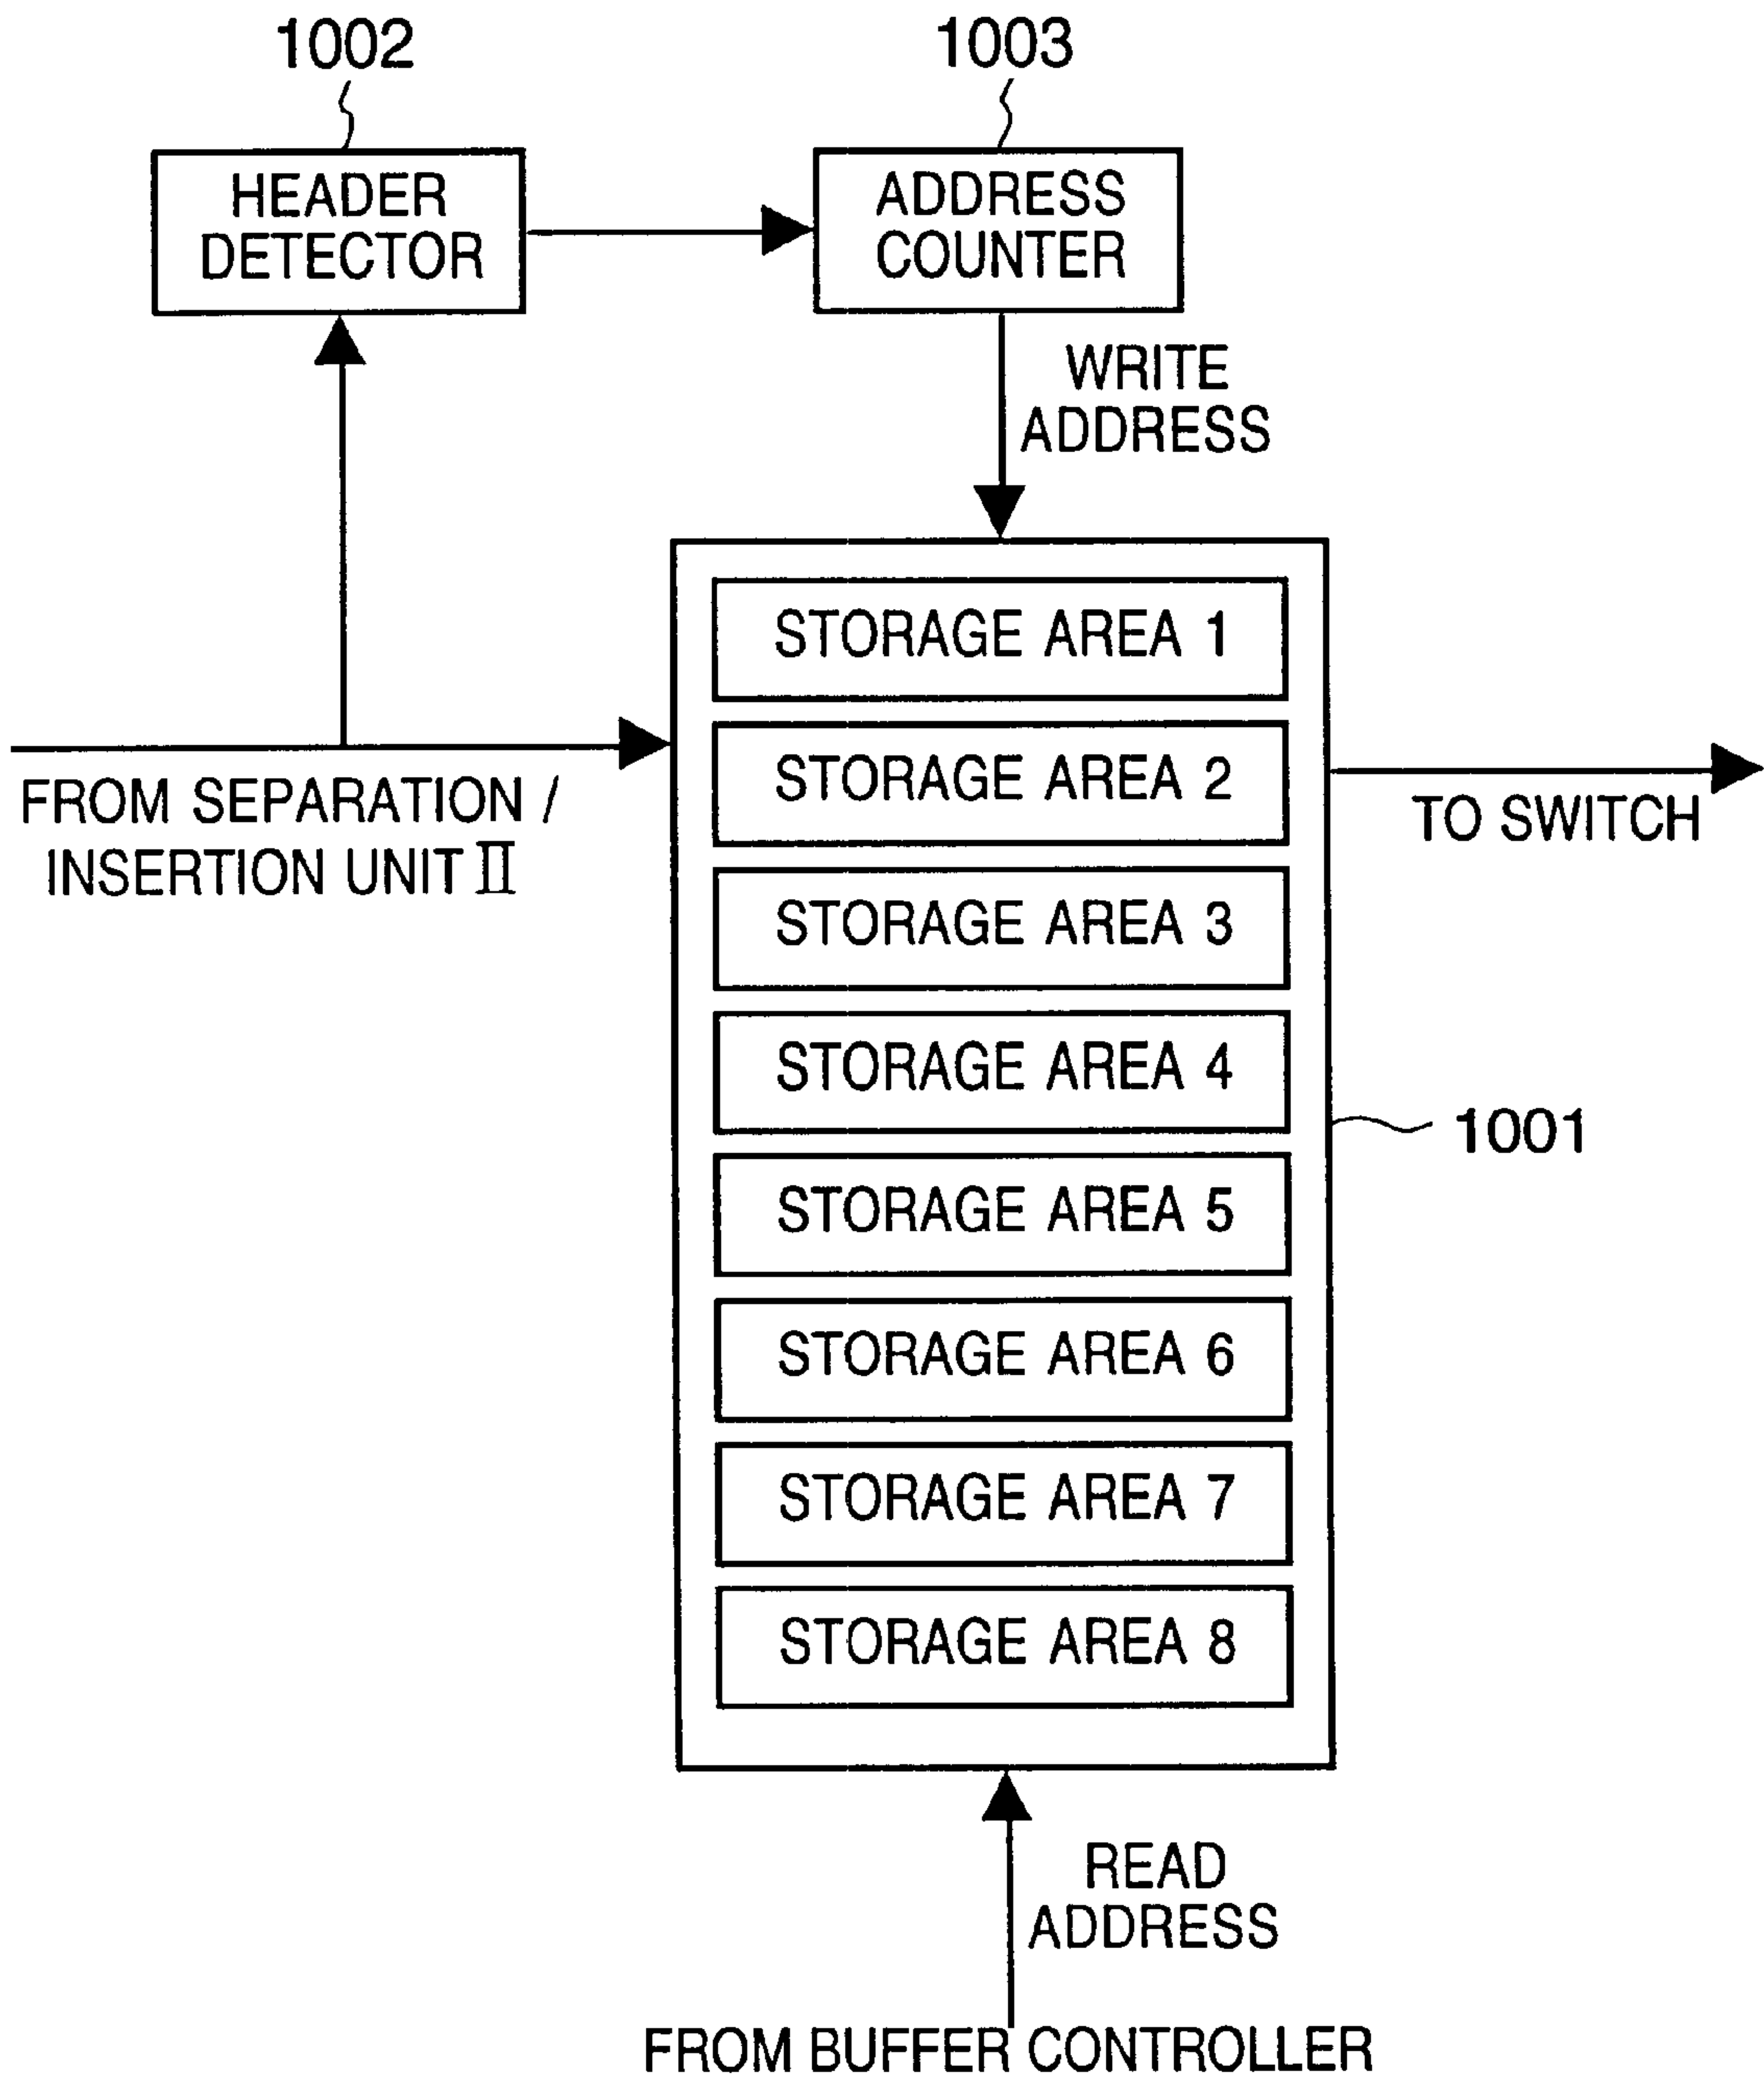 1002
1003
HEADER
DETECTOR
ADDRESS
COUNTER
WRITE
ADDRESS
STORAGE AREA 1
STORAGE AREA 2
FROM SEPARATION /
INSERTION UNIT II
TO SWITCH
STORAGE AREA 3
STORAGE AREA 4
1001
STORAGE AREA 5
STORAGE AREA 6
STORAGE AREA 7
STORAGE AREA 8
READ
ADDRESS
FROM BUFFER CONTROLLER